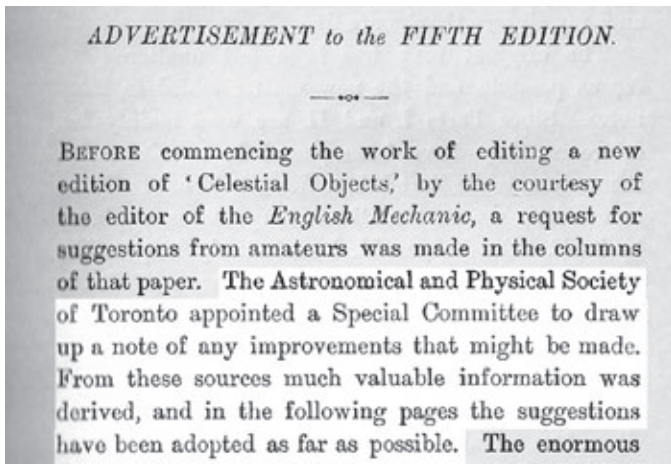 ADVERTISEMENT to the FIFTH EDITION.
BEFORE commencing the work of editing a new
edition of ‘Celestial Objects,’ by the courtesy of
the editor of the English Mechanic, a request for
suggestions from amateurs was made in the columns
of that paper. The Astronomical and Physical Society
of Toronto appointed a Special Committee to draw
up a note of any improvements that might be made.
From these sources much valuable information was
derived, and in the following pages the suggestions
have been adopted as far as possible. The enormous